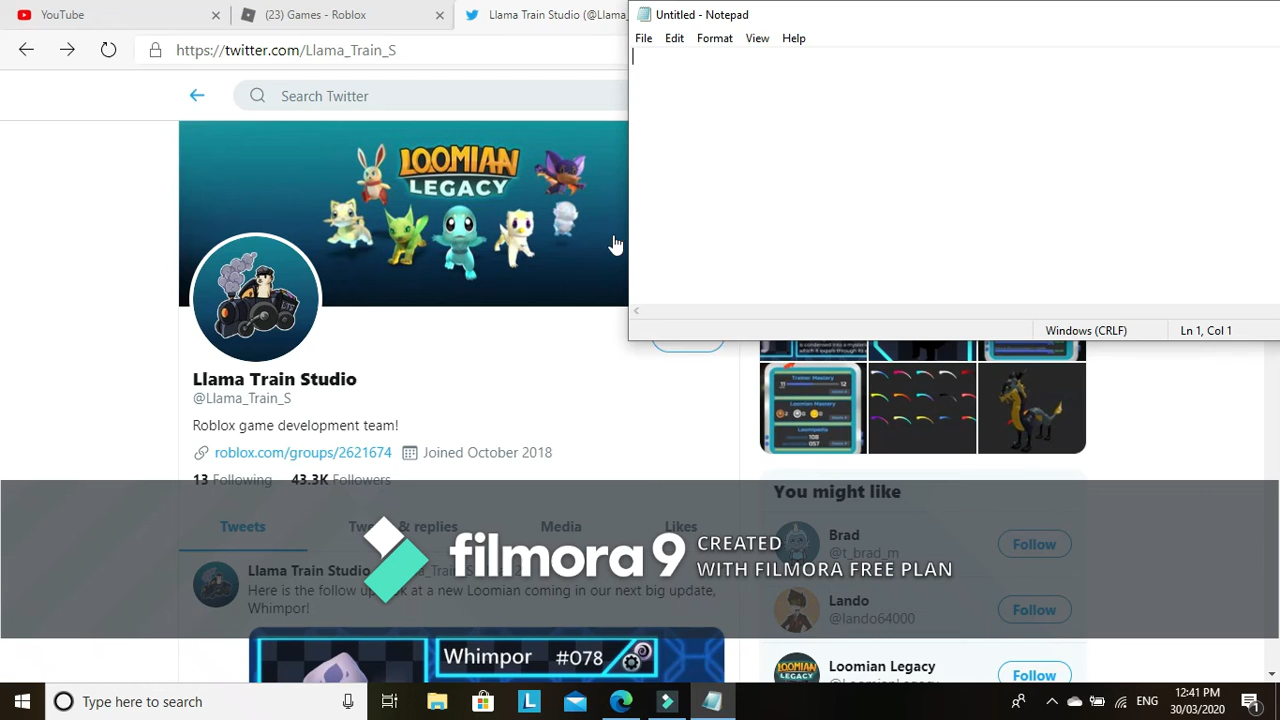 YouTube
(23) Games - Roblox
Llama Train Studio (@Llama_
Untitled - Notepad
File Edit Format View Help
https://twitter.com/Llama_Train_S
Search Twitter
LOOMIAN
LEGACY
Windows (CRLF)
Ln 1, Col 1
Llama Train Studio
@Llama_Train_S
Roblox game development team!
roblox.com/groups/2621674
Joined October 2018
13 Following 43.3K Followers
Trainer Mastery
Loomian Mastery
You might like
Tweets
Tweets & replies
Media
Likes
Brad
@t_brad_m
Follow
filmora9
CREATED
WITH FILMORA FREE PLAN
Llama Train Studio
Here is the follow up look at a new Loomian coming in our next big update,
Whimpor!
Lando
@lando64000
Follow
Whimpor #078
Loomian Legacy
Follow
Type here to search
ENG
12:41 PM
30/03/2020